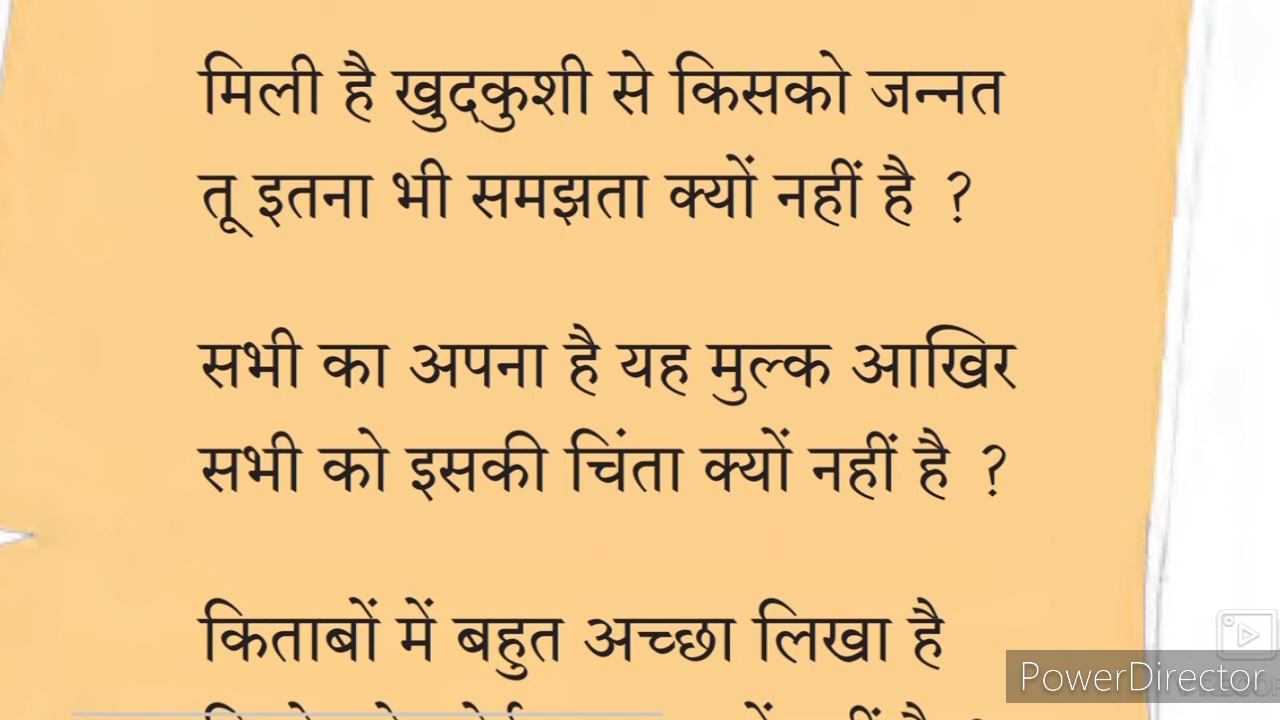 मिली है खुदकुशी से किसको जन्नत
तू इतना भी समझता क्यों नहीं है ?
सभी का अपना है यह मुल्क आखिर
सभी को इसकी चिंता क्यों नहीं है ?
किताबों में बहुत अच्छा लिखा है
PowerDirector